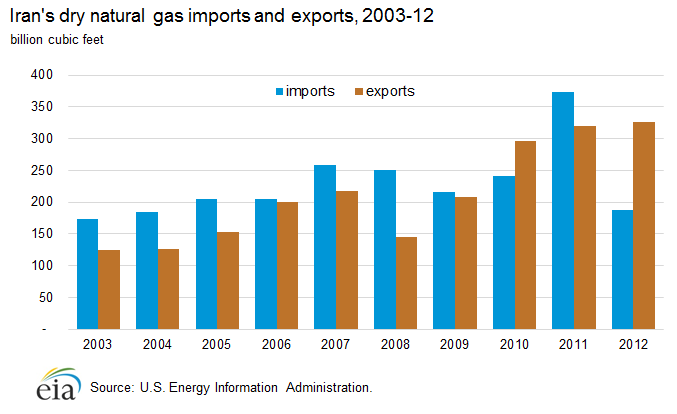 Iran's dry natural gas imports and exports, 2003-12
billion cubic feet
400
imports exports
350
300
250
200
150
100
50
-
2003 2004 2005 2006 2007 2008 2009 2010 2011 2012
eia Source: U.S. Energy Information Administration.